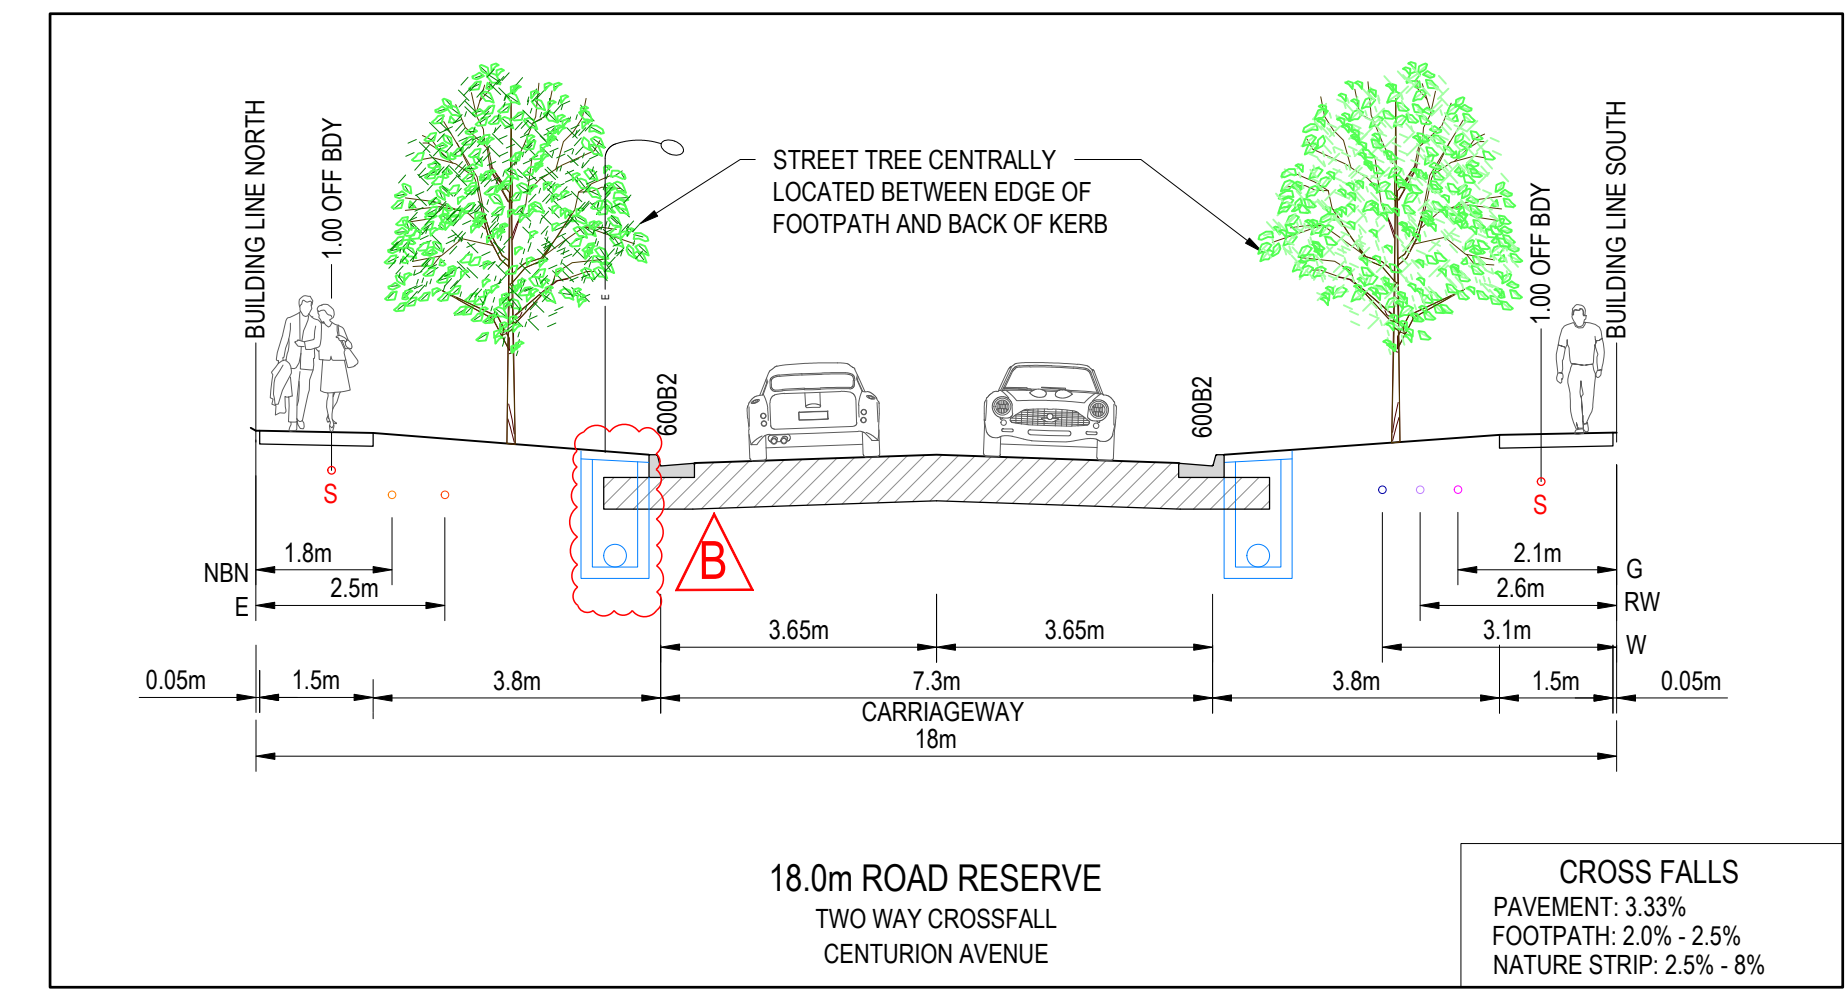 BUILDING LINE NORTH
1.00 OFF BDY
STREET TREE CENTRALLY
LOCATED BETWEEN EDGE OF
FOOTPATH AND BACK OF KERB
1.00 OFF BDY
BUILDING LINE SOUTH
E
600B2
600B2
S
S
B
NBN
1.8m
2.1m
G
E
2.5m
2.6m
RW
3.65m
3.65m
3.1m
W
0.05m
1.5m
3.8m
7.3m
3.8m
1.5m
0.05m
CARRIAGEWAY
18m
18.0m ROAD RESERVE
TWO WAY CROSSFALL
CENTURION AVENUE
CROSS FALLS
PAVEMENT: 3.33%
FOOTPATH: 2.0% - 2.5%
NATURE STRIP: 2.5% - 8%